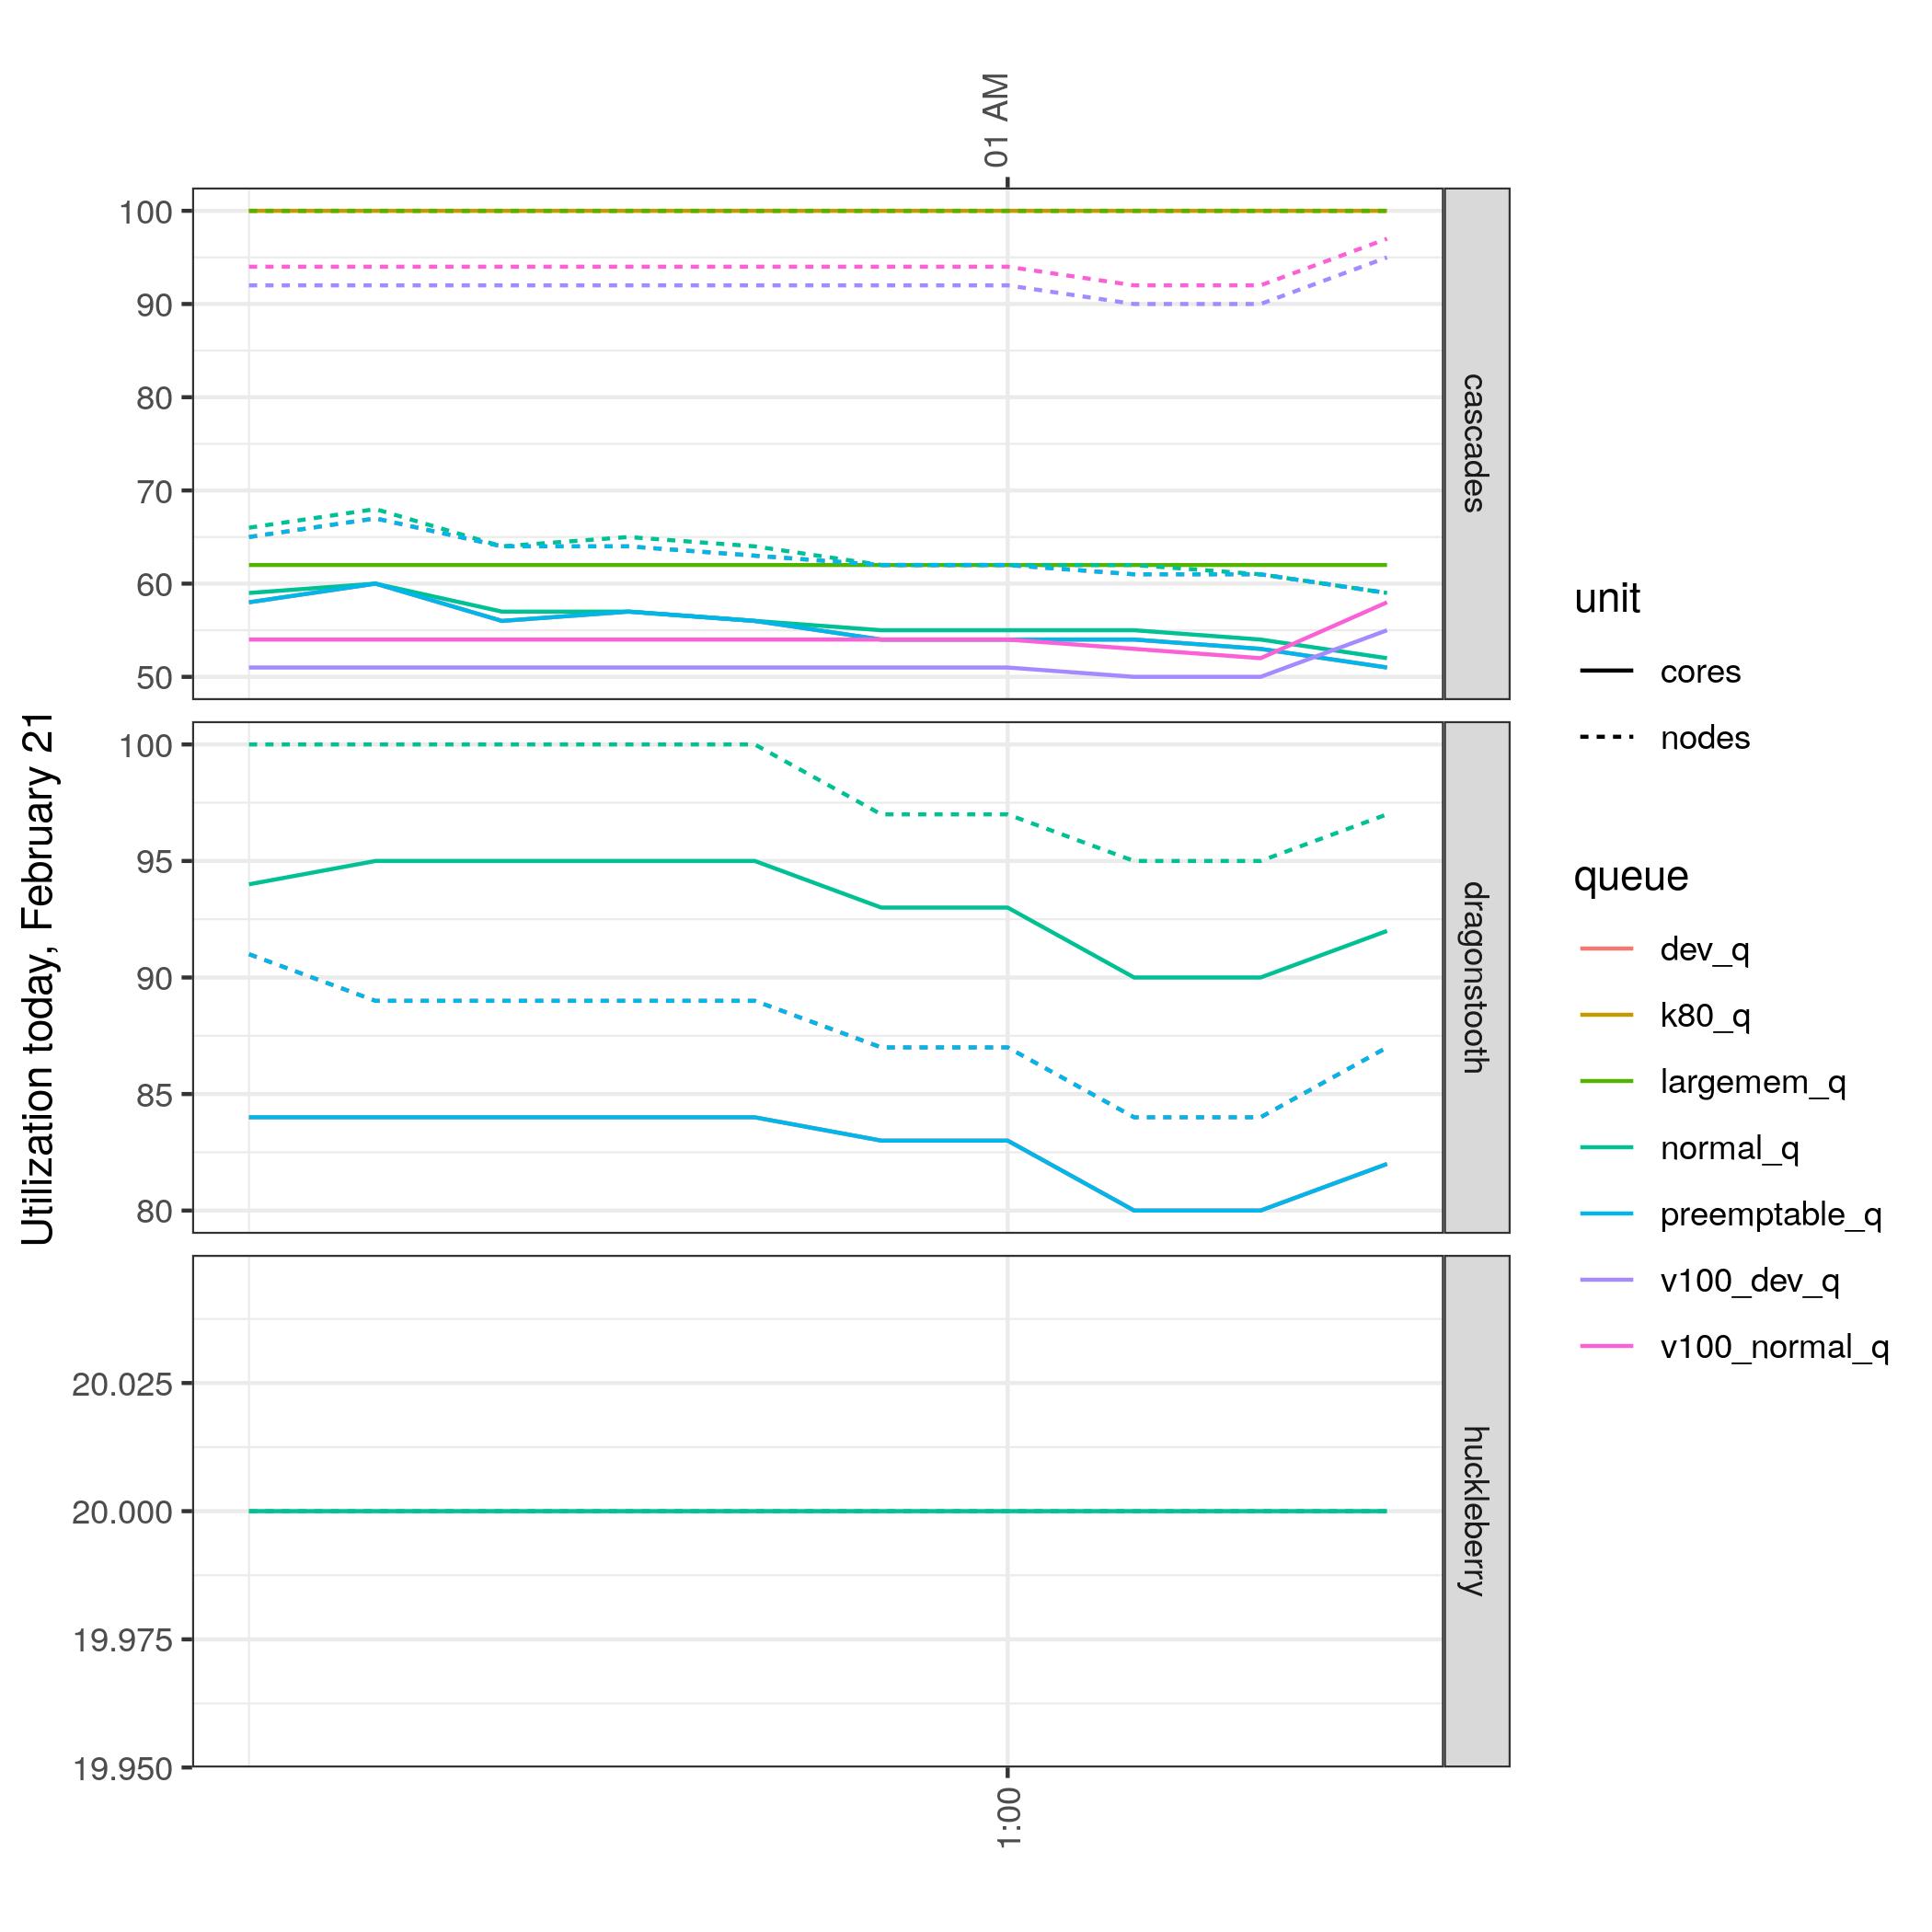 01 AM
100
90
80
70
60
50
cascades
100
95
90
85
80
dragonstooth
20.025
20.000
19.975
19.950
huckleberry
1:00
Utilization today, February 21
unit
cores
nodes
queue
dev_q
k80_q
largemem_q
normal_q
preemptable_q
v100_dev_q
v100_normal_q